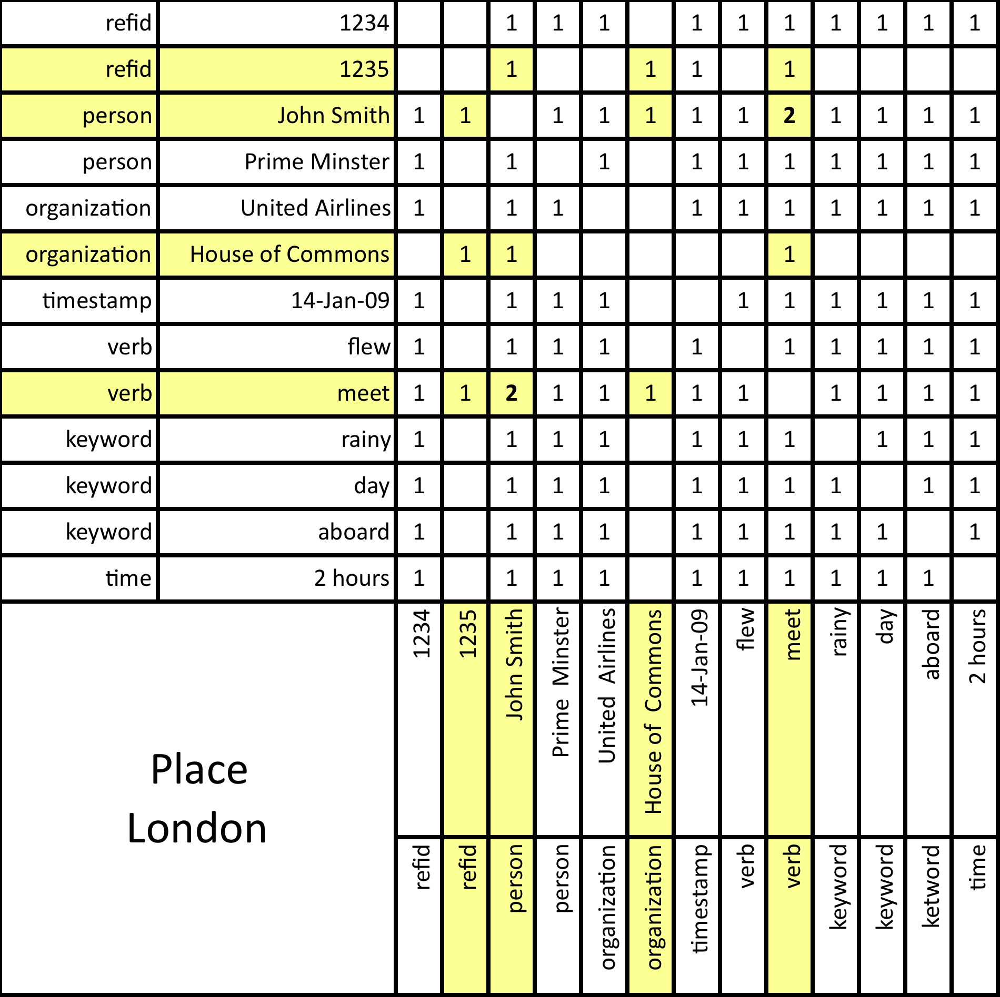 refid 1234 1 1 1 1 1 1 1 1 1 1
refid 1235 1 1 1 1
person John Smith 1 1 1 1 1 1 1 2 1 1 1 1
person Prime Minster 1 1 1 1 1 1 1 1 1 1
organization United Airlines 1 1 1 1 1 1 1 1 1 1
organization House of Commons 1 1 1
timestamp 14-Jan-09 1 1 1 1 1 1 1 1 1 1
verb flew 1 1 1 1 1 1 1 1 1 1
verb meet 1 1 2 1 1 1 1 1 1 1 1 1
keyword rainy 1 1 1 1 1 1 1 1 1 1
keyword day 1 1 1 1 1 1 1 1 1 1
keyword aboard 1 1 1 1 1 1 1 1 1 1
time 2 hours 1 1 1 1 1 1 1 1 1 1
Place
London
1234 1235 John Smith Prime Minster United Airlines House of Commons 14-Jan-09 flew meet rainy day aboard 2 hours
refid refid person person organization organization timestamp verb verb keyword keyword ketword time